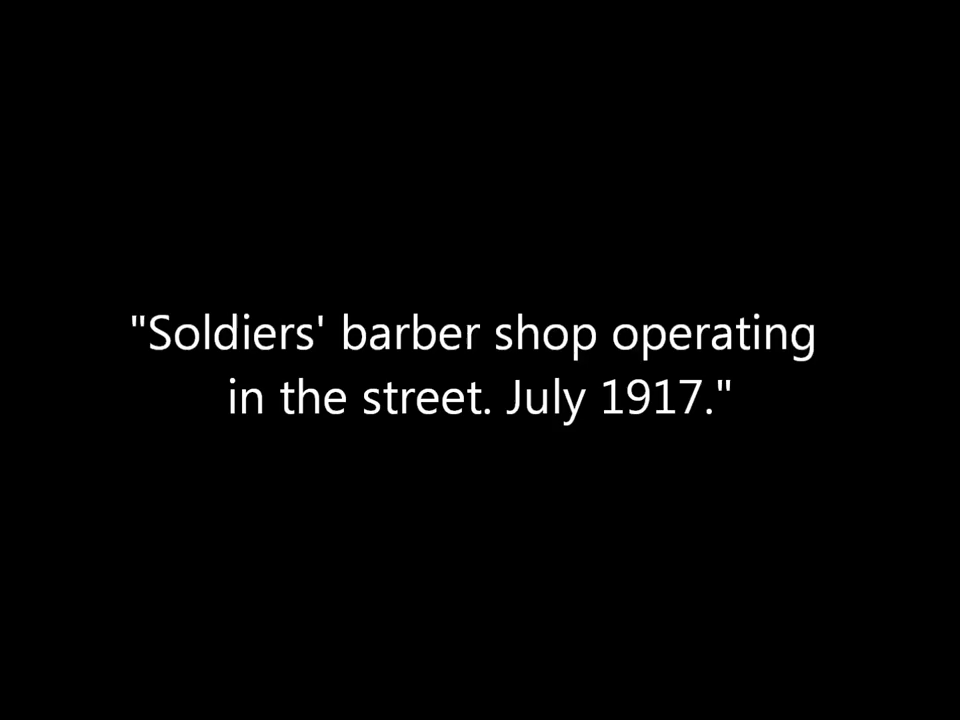 "Soldiers' barber shop operating
in the street. July 1917."